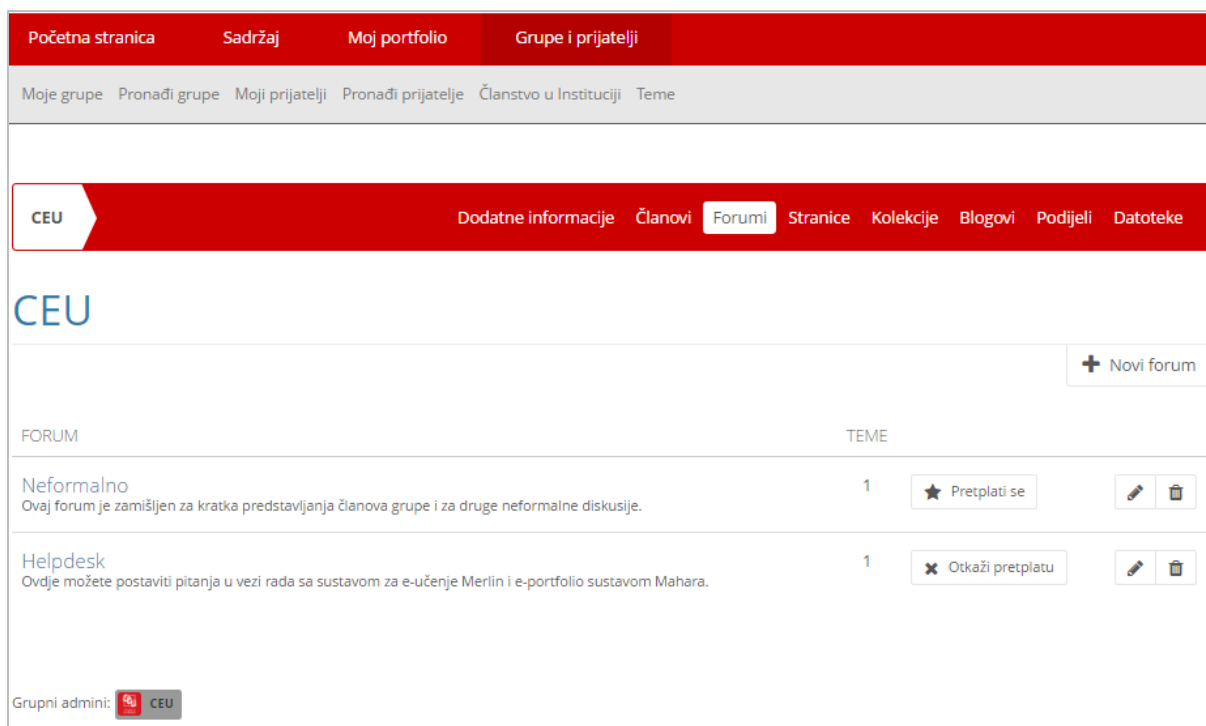 Početna stranica Sadržaj Moj portfolio Grupe i prijatelji
Moje grupe Pronađi grupe Moji prijatelji Pronađi prijatelje Članstvo u Instituciji Teme
CEU Dodatne informacije Članovi Forumi Stranice Kolekcije Blogovi Podijeli Datoteke
CEU
Novi forum
FORUM TEME
Neformalno 1 Pretplati se
Ovaj forum je zamišljen za kratka predstavljanja članova grupe i za druge neformalne diskusije.
Helpdesk 1 Otkaži pretplatu
Ovdje možete postaviti pitanja u vezi rada sa sustavom za e-učenje Merlin i e-portfolio sustavom Mahara.
Grupni admini: CEU